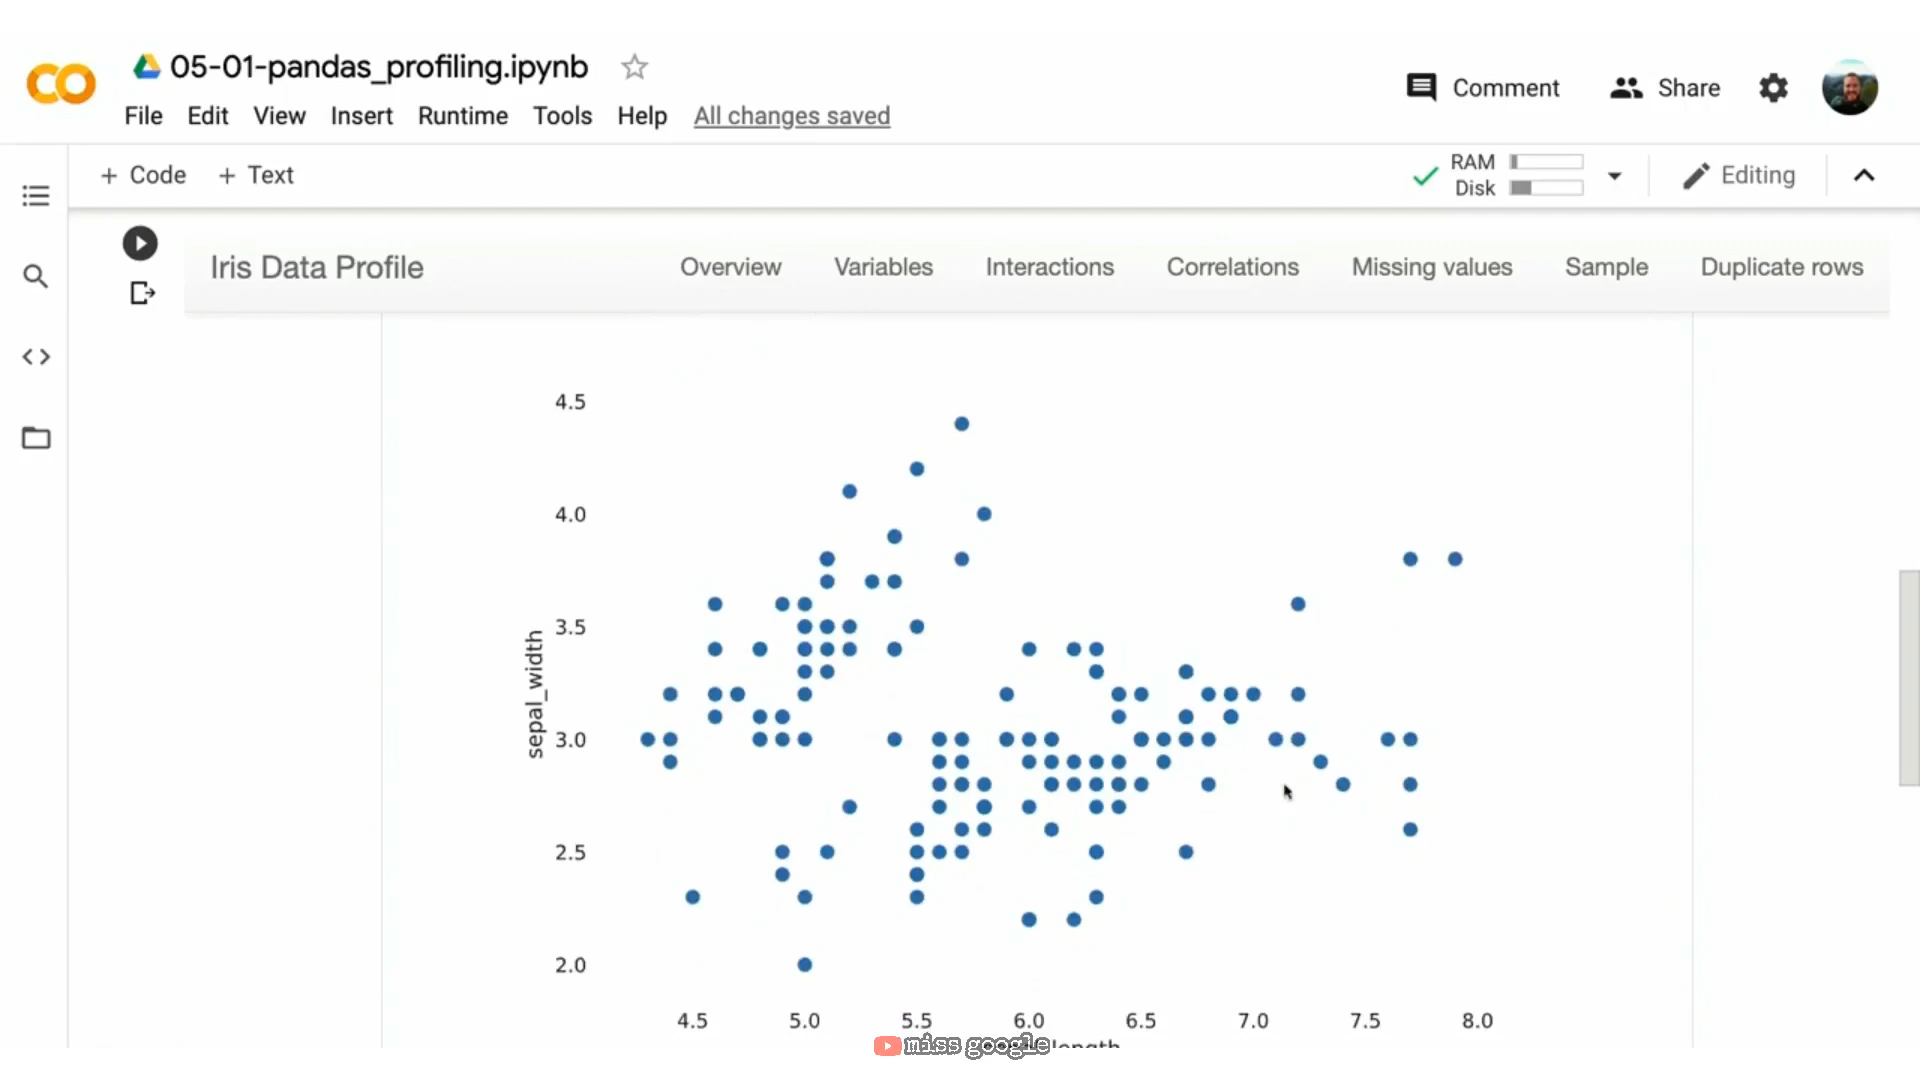 05-01-pandas_profiling.ipynb
Comment
Share
File Edit View Insert Runtime Tools Help All changes saved
+ Code + Text
RAM
Disk
Editing
Iris Data Profile
Overview Variables Interactions Correlations Missing values Sample Duplicate rows
4.5
4.0
3.5
3.0
2.5
2.0
sepal_width
4.5 5.0 5.5 6.0 6.5 7.0 7.5 8.0
miss google